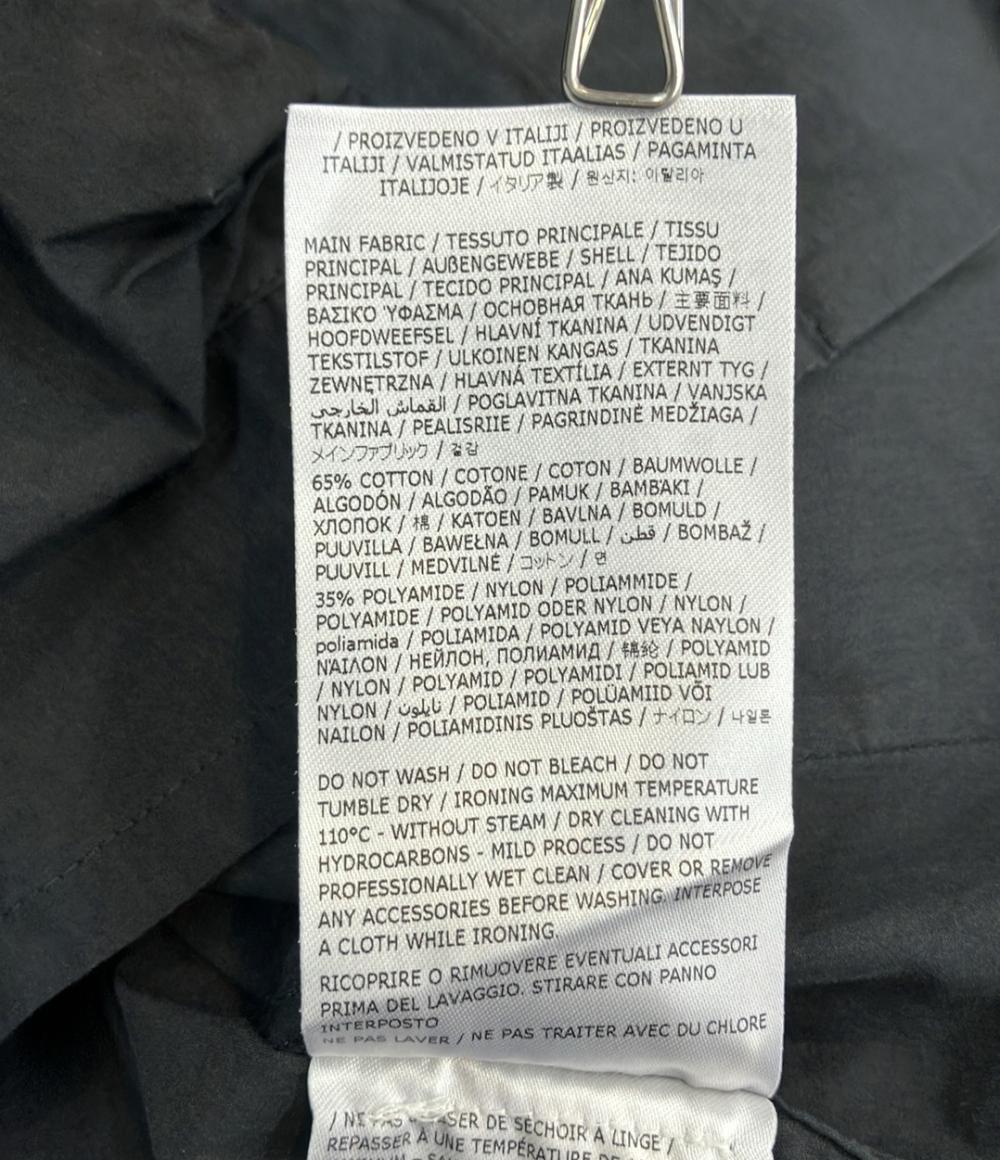 / PROIZVEDENO V ITALIJI / PROIZVEDENO U
ITALIJI / VALMISTATUD ITAALIAS / PAGAMINTA
ITALIJOJE / イタリア製 / 원산지: 이탈리아
MAIN FABRIC / TESSUTO PRINCIPALE / TISSU
PRINCIPAL / AUßENGEWEBE / SHELL / TEJIDO
PRINCIPAL / TECIDO PRINCIPAL / ANA KUMAŞ /
ΒΑΣΙΚΌ ΎΦΑΣΜΑ / ОСНОВНАЯ ТКАНЬ / 主要面料 /
HOOFDWEEFSEL / HLAVNÍ TKANINA / UDVENDIGT
TEKSTILSTOF / ULKOINEN KANGAS / TKANINA
ZEWNĘTRZNA / HLAVNÁ TEXTÍLIA / EXTERNT TYG /
القماش الخارجي / POGLAVITNA TKANINA / VANJSKA
TKANINA / PEALISRIIE / PAGRINDINĖ MEDŽIAGA /
メインファブリック / 겉감
65% COTTON / COTONE / COTON / BAUMWOLLE /
ALGODÓN / ALGODÃO / PAMUK / ΒΑΜΒΆΚΙ /
ХЛОПОК / 棉 / KATOEN / BAVLNA / BOMULD /
PUUVILLA / BAWEŁNA / BOMULL / قطن / BOMBAŽ /
PUUVILL / MEDVILNĖ / コットン / 면
35% POLYAMIDE / NYLON / POLIAMMIDE /
POLYAMIDE / POLYAMID ODER NYLON / NYLON /
poliamida / POLIAMIDA / POLYAMID VEYA NAYLON /
ΝΆΙΛΟΝ / НЕЙЛОН, ПОЛИАМИД / 锦纶 / POLYAMID
/ NYLON / POLYAMID / POLYAMIDI / POLIAMID LUB
NYLON / نايلون / POLIAMID / POLÜAMIID VÕI
NAILON / POLIAMIDINIS PLUOŠTAS / ナイロン / 나일론
DO NOT WASH / DO NOT BLEACH / DO NOT
TUMBLE DRY / IRONING MAXIMUM TEMPERATURE
110°C - WITHOUT STEAM / DRY CLEANING WITH
HYDROCARBONS - MILD PROCESS / DO NOT
PROFESSIONALLY WET CLEAN / COVER OR REMOVE
ANY ACCESSORIES BEFORE WASHING. INTERPOSE
A CLOTH WHILE IRONING.
RICOPRIRE O RIMUOVERE EVENTUALI ACCESSORI
PRIMA DEL LAVAGGIO. STIRARE CON PANNO
INTERPOSTO
NE PAS LAVER / NE PAS TRAITER AVEC DU CHLORE
/ NE PAS DE SÉCHOIR À LINGE /
REPASSER À UNE TEMPÉRATURE DE